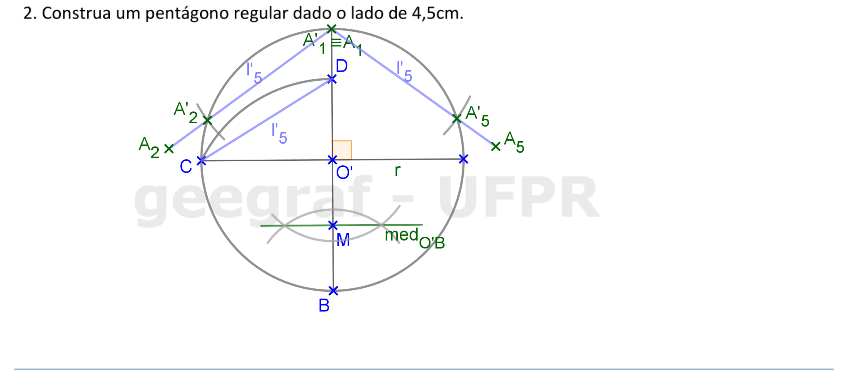 2. Construa um pentágono regular dado o lado de 4,5cm.
A'1≡A1
D
l'5
l'5
A'2
A'5
A2
l'5
A5
C
O'
r
geegraf - UFPR
M
medO'B
B